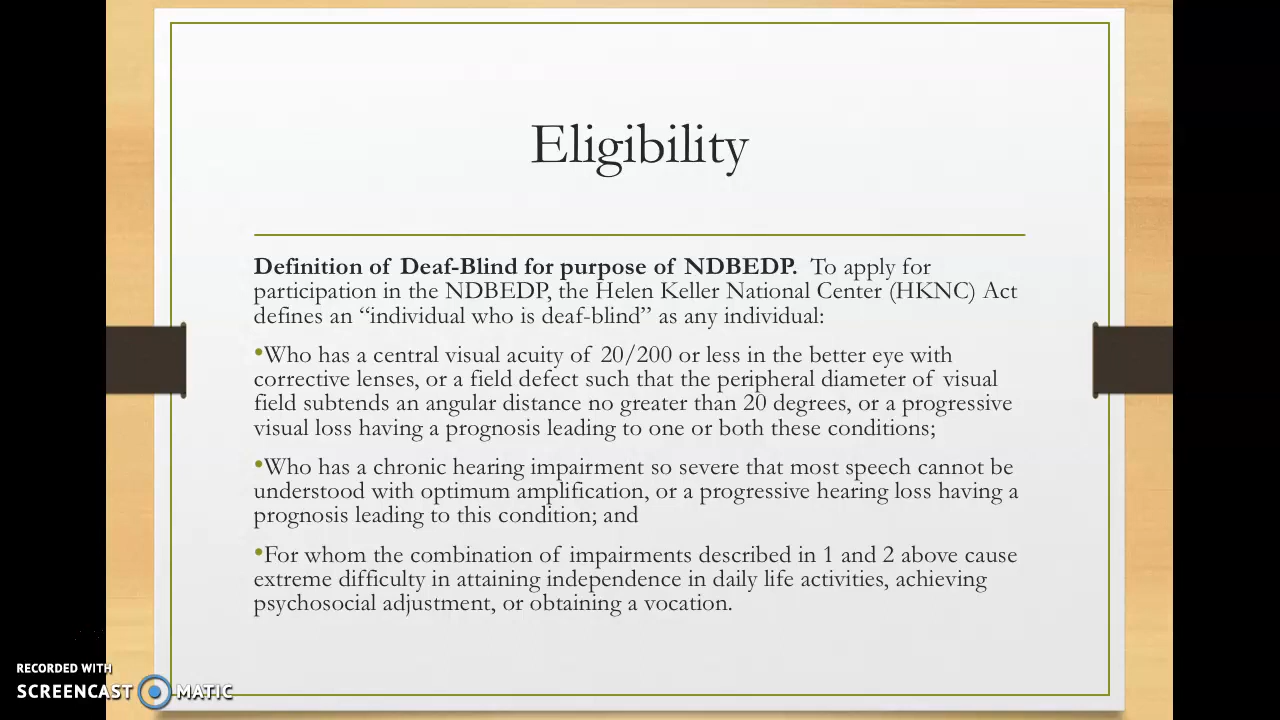 Eligibility
Definition of Deaf-Blind for purpose of NDBEDP. To apply for
participation in the NDBEDP, the Helen Keller National Center (HKNC) Act
defines an “individual who is deaf-blind” as any individual:
•Who has a central visual acuity of 20/200 or less in the better eye with
corrective lenses, or a field defect such that the peripheral diameter of visual
field subtends an angular distance no greater than 20 degrees, or a progressive
visual loss having a prognosis leading to one or both these conditions;
•Who has a chronic hearing impairment so severe that most speech cannot be
understood with optimum amplification, or a progressive hearing loss having a
prognosis leading to this condition; and
•For whom the combination of impairments described in 1 and 2 above cause
extreme difficulty in attaining independence in daily life activities, achieving
psychosocial adjustment, or obtaining a vocation.
RECORDED WITH
SCREENCAST MATIC